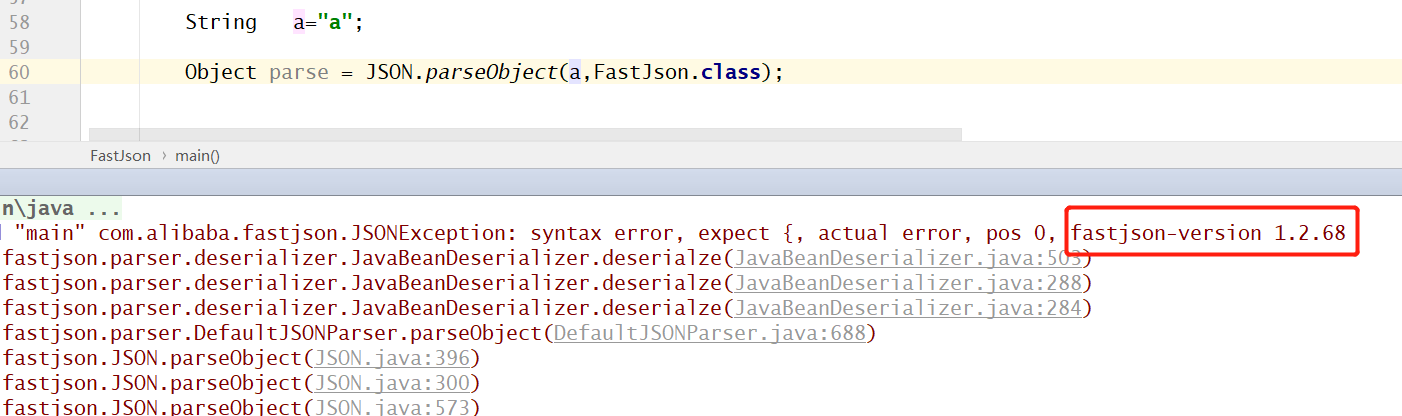 58 String a="a";
59
60 Object parse = JSON.parseObject(a,FastJson.class);
61
62
FastJson › main()
n\java ...
"main" com.alibaba.fastjson.JSONException: syntax error, expect {, actual error, pos 0, fastjson-version 1.2.68
fastjson.parser.deserializer.JavaBeanDeserializer.deserialze(JavaBeanDeserializer.java:503)
fastjson.parser.deserializer.JavaBeanDeserializer.deserialze(JavaBeanDeserializer.java:288)
fastjson.parser.deserializer.JavaBeanDeserializer.deserialze(JavaBeanDeserializer.java:284)
fastjson.parser.DefaultJSONParser.parseObject(DefaultJSONParser.java:688)
fastjson.JSON.parseObject(JSON.java:396)
fastjson.JSON.parseObject(JSON.java:300)
fastjson.JSON.parseObject(JSON.java:573)